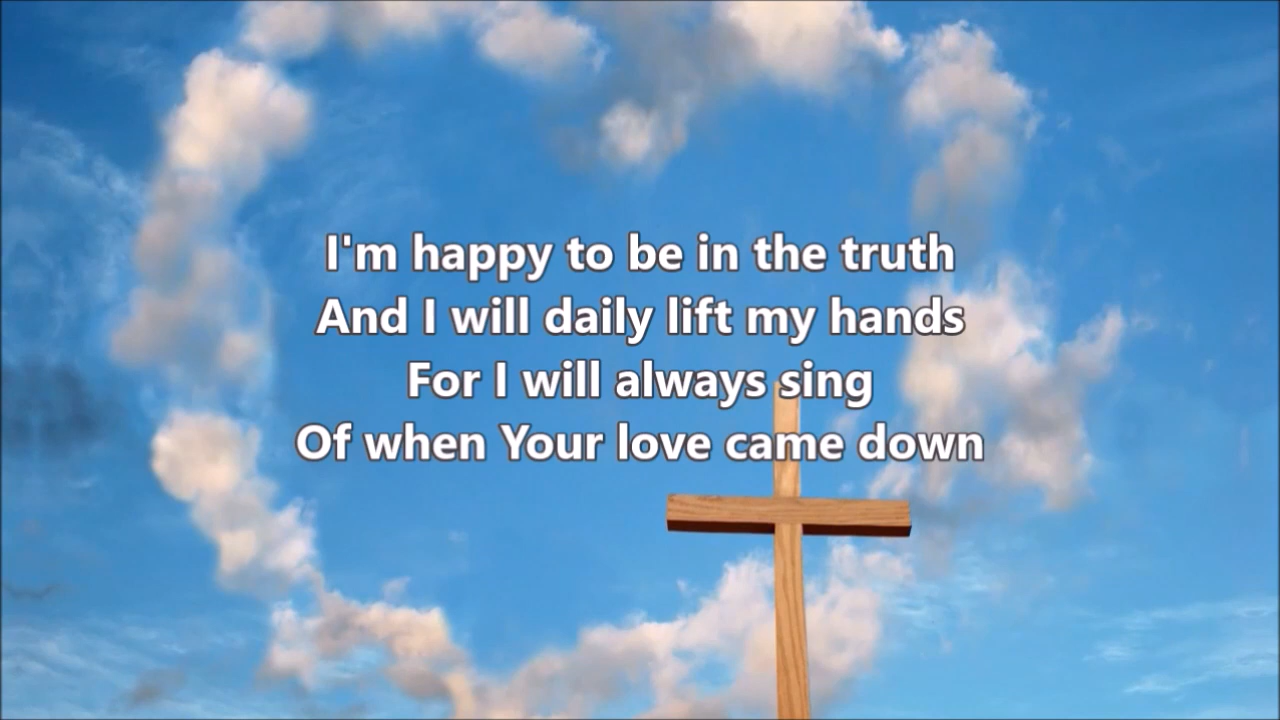 I'm happy to be in the truth
And I will daily lift my hands
For I will always sing
Of when Your love came down